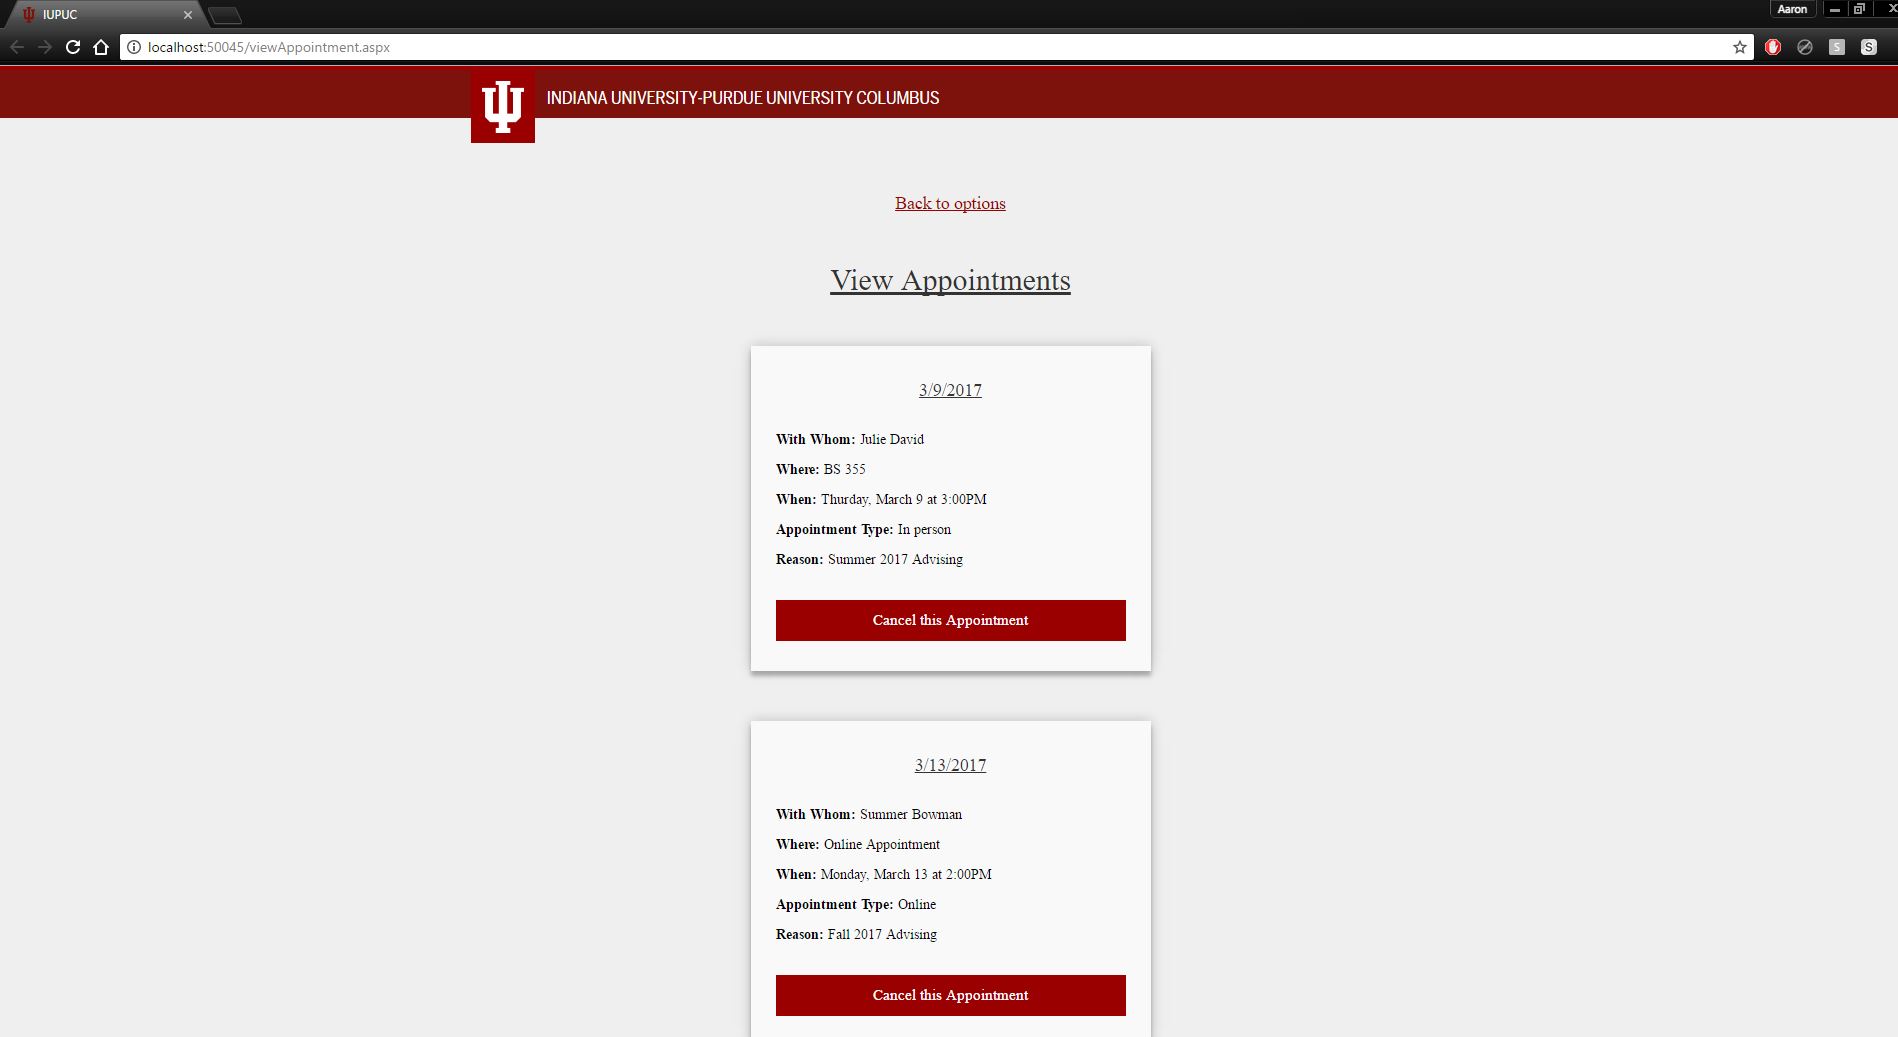 IUPUC
Aaron
localhost:50045/viewAppointment.aspx
S
S
INDIANA UNIVERSITY-PURDUE UNIVERSITY COLUMBUS
Back to options
View Appointments
3/9/2017
With Whom: Julie David
Where: BS 355
When: Thurday, March 9 at 3:00PM
Appointment Type: In person
Reason: Summer 2017 Advising
Cancel this Appointment
3/13/2017
With Whom: Summer Bowman
Where: Online Appointment
When: Monday, March 13 at 2:00PM
Appointment Type: Online
Reason: Fall 2017 Advising
Cancel this Appointment